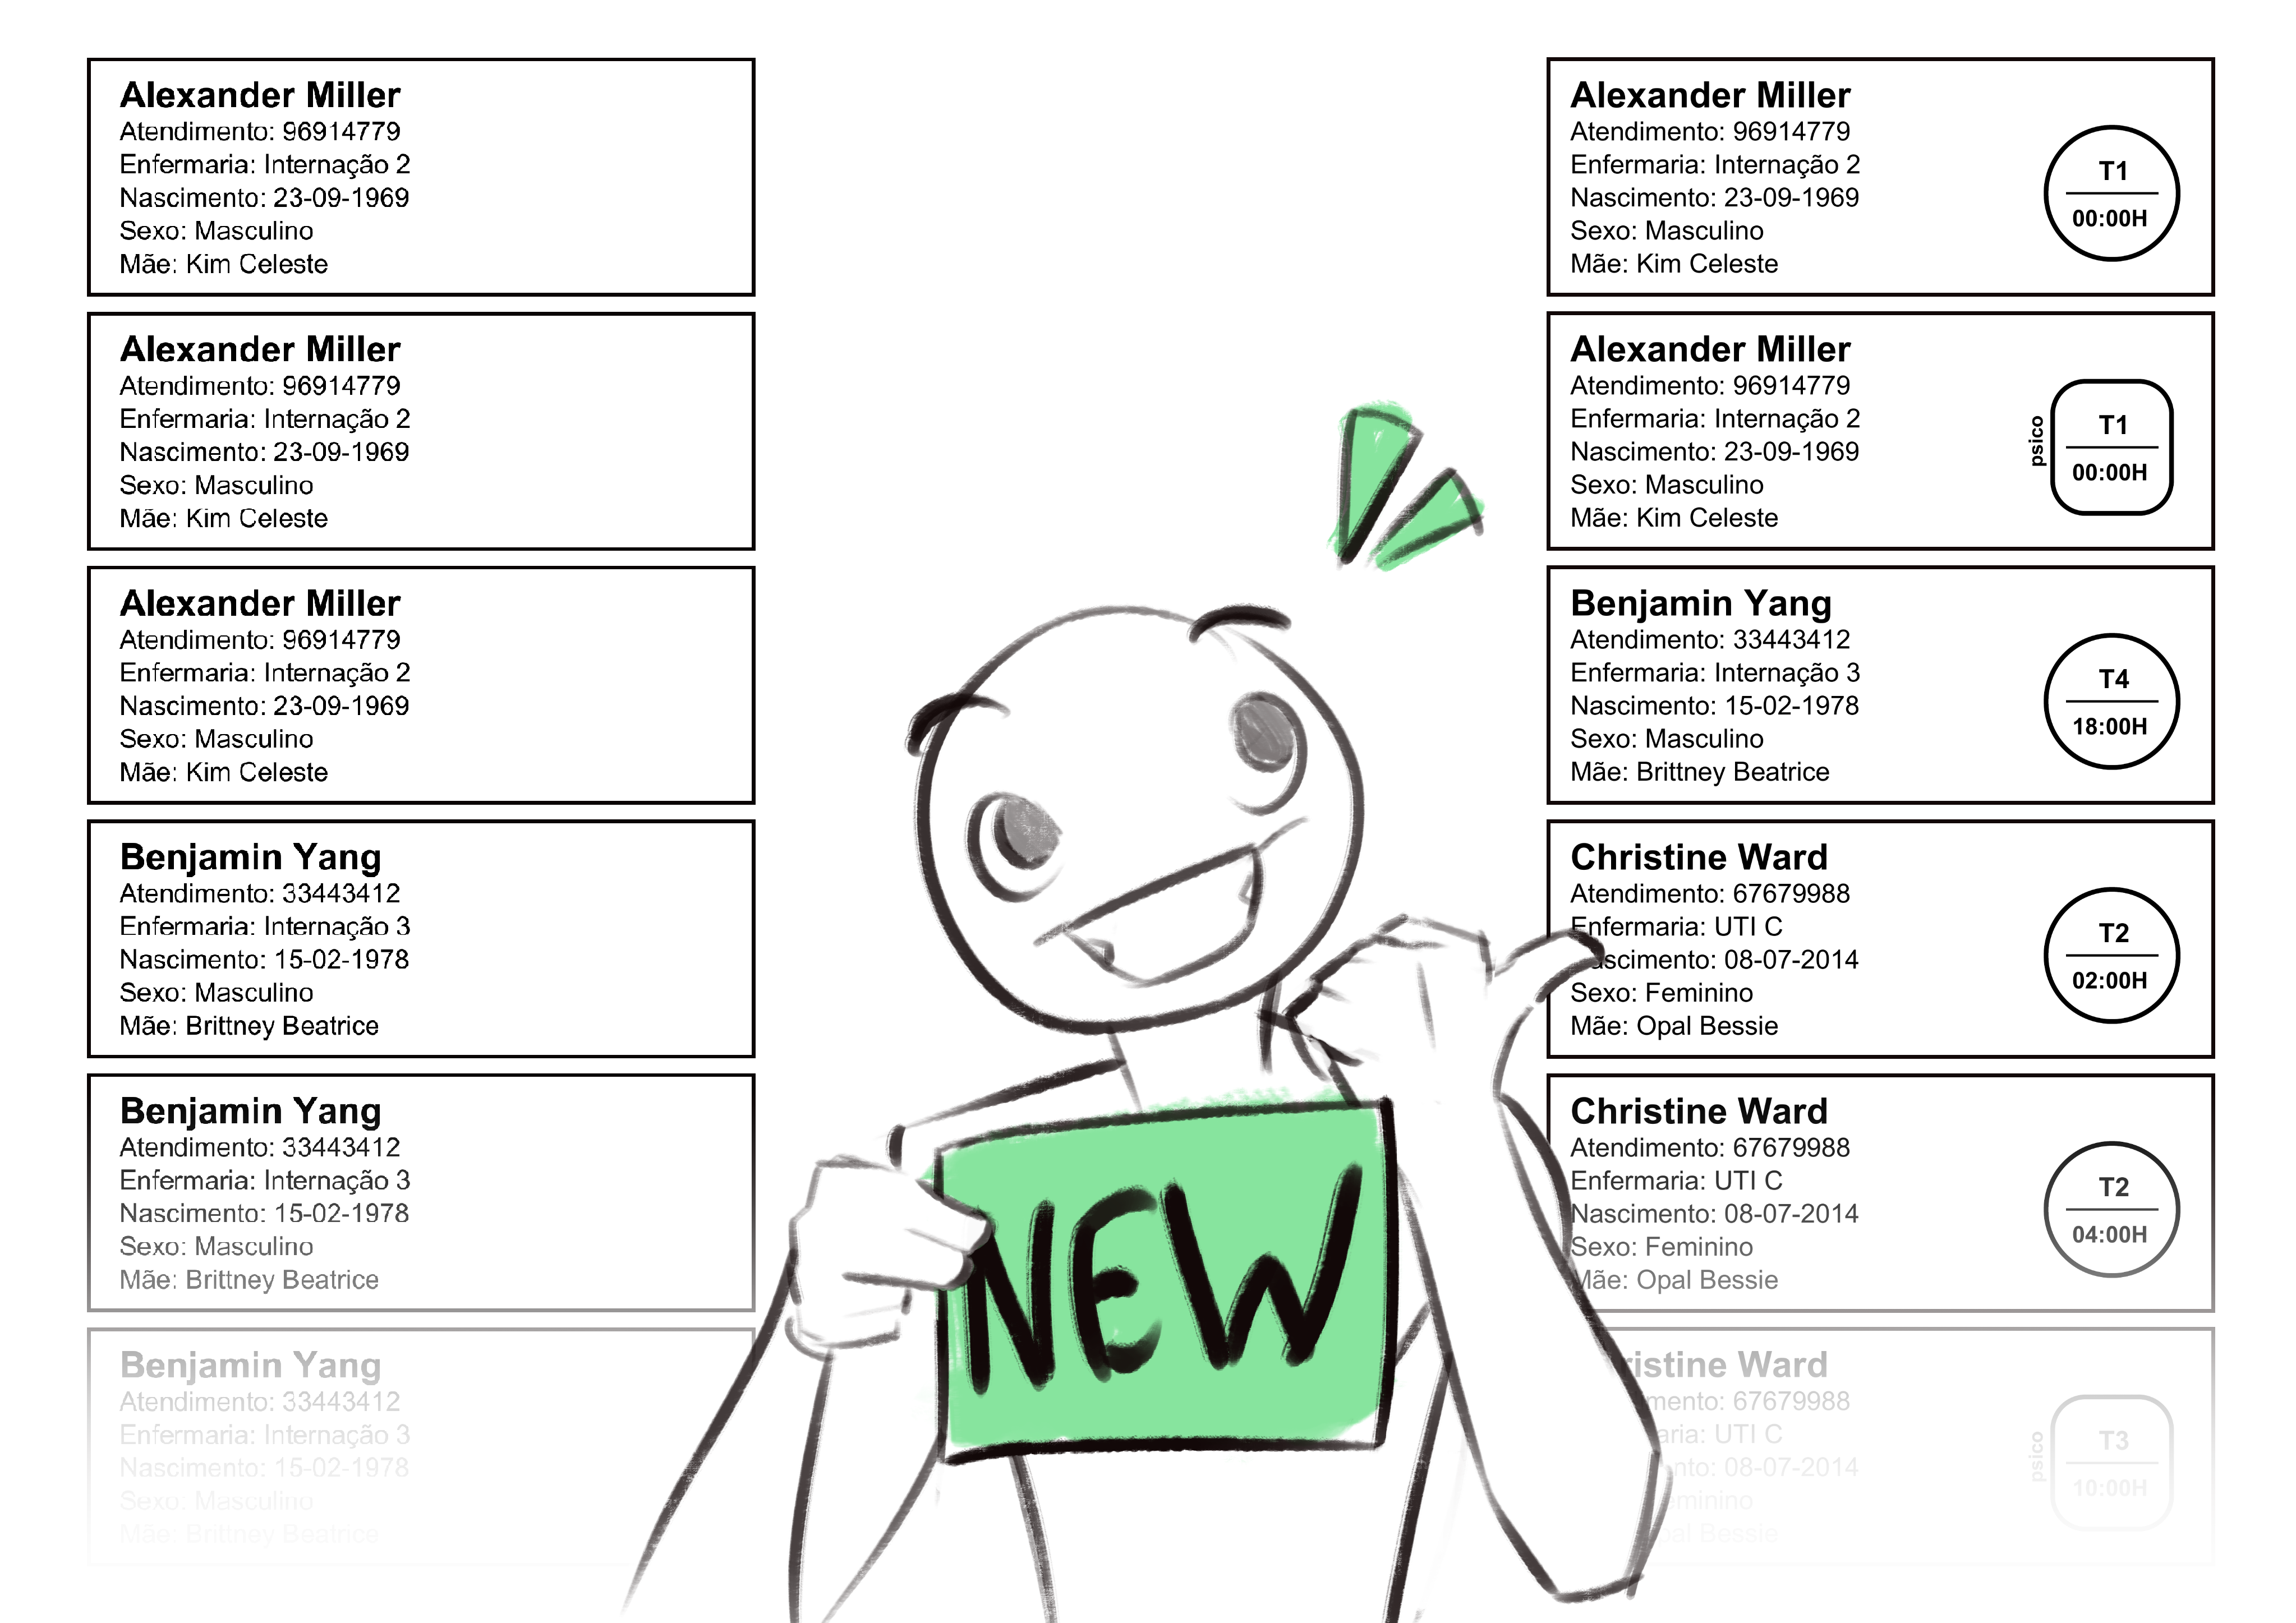 Alexander Miller
Atendimento: 96914779
Enfermaria: Internação 2
Nascimento: 23-09-1969
Sexo: Masculino
Mãe: Kim Celeste
Alexander Miller
Atendimento: 96914779
Enfermaria: Internação 2
Nascimento: 23-09-1969
Sexo: Masculino
Mãe: Kim Celeste
Alexander Miller
Atendimento: 96914779
Enfermaria: Internação 2
Nascimento: 23-09-1969
Sexo: Masculino
Mãe: Kim Celeste
Benjamin Yang
Atendimento: 33443412
Enfermaria: Internação 3
Nascimento: 15-02-1978
Sexo: Masculino
Mãe: Brittney Beatrice
Benjamin Yang
Atendimento: 33443412
Enfermaria: Internação 3
Nascimento: 15-02-1978
Sexo: Masculino
Mãe: Brittney Beatrice
Benjamin Yang
Atendimento: 33443412
Enfermaria: Internação 3
Nascimento: 15-02-1978
Sexo: Masculino
Mãe: Brittney Beatrice
NEW
Alexander Miller
Atendimento: 96914779
Enfermaria: Internação 2
Nascimento: 23-09-1969
Sexo: Masculino
Mãe: Kim Celeste
T1
00:00H
Alexander Miller
Atendimento: 96914779
Enfermaria: Internação 2
Nascimento: 23-09-1969
Sexo: Masculino
Mãe: Kim Celeste
psico
T1
00:00H
Benjamin Yang
Atendimento: 33443412
Enfermaria: Internação 3
Nascimento: 15-02-1978
Sexo: Masculino
Mãe: Brittney Beatrice
T4
18:00H
Christine Ward
Atendimento: 67679988
Enfermaria: UTI C
Nascimento: 08-07-2014
Sexo: Feminino
Mãe: Opal Bessie
T2
02:00H
Christine Ward
Atendimento: 67679988
Enfermaria: UTI C
Nascimento: 08-07-2014
Sexo: Feminino
Mãe: Opal Bessie
T2
04:00H
ristine Ward
mento: 67679988
aria: UTI C
nto: 08-07-2014
eminino
pal Bessie
psico
T3
10:00H